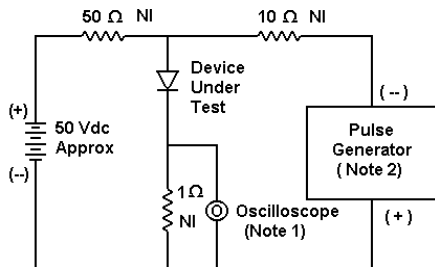 50 Ω NI
10 Ω NI
Device
Under
Test
(+)
50 Vdc
Approx
(--)
1Ω
NI
Oscilloscope
(Note 1)
(--)
Pulse
Generator
(Note 2)
(+)